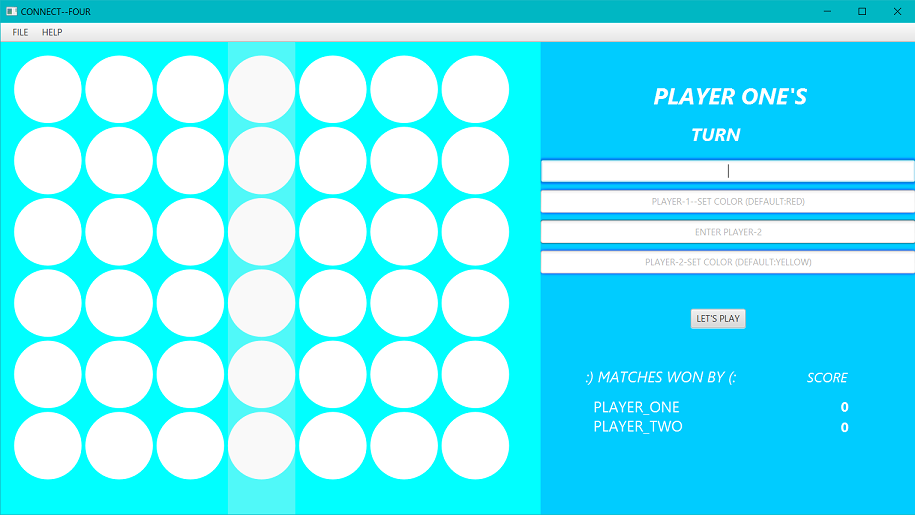 CONNECT--FOUR
FILE HELP
PLAYER ONE'S
TURN
PLAYER-1--SET COLOR (DEFAULT:RED)
ENTER PLAYER-2
PLAYER-2-SET COLOR (DEFAULT:YELLOW)
LET'S PLAY
:) MATCHES WON BY (: SCORE
PLAYER_ONE 0
PLAYER_TWO 0